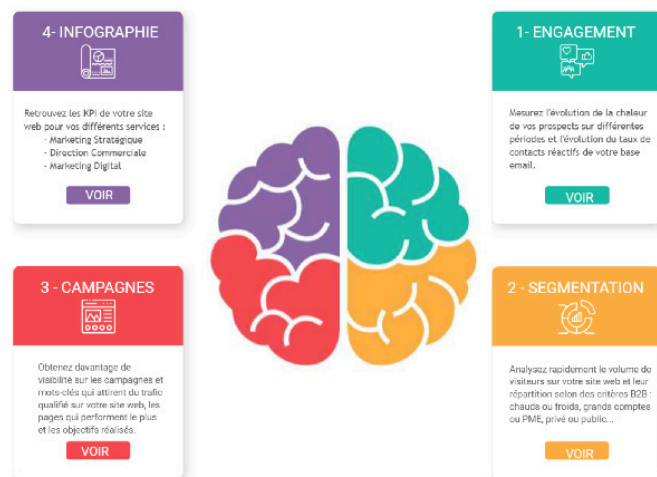 4- INFOGRAPHIE
Retrouvez les KPI de votre site
web pour vos différents services :
- Marketing Stratégique
- Direction Commerciale
- Marketing Digital
VOIR
1- ENGAGEMENT
Mesurez l'évolution de la chaleur
de vos prospects sur différentes
périodes et l'évolution du taux de
contacts réactifs de votre base
email.
VOIR
3 - CAMPAGNES
Obtenez davantage de
visibilité sur les campagnes et
mots-clés qui attirent du trafic
qualifié sur votre site web, les
pages qui performent le plus
et les objectifs réalisés.
VOIR
2 - SEGMENTATION
Analysez rapidement le volume de
visiteurs sur votre site web et leur
répartition selon des critères B2B :
chauds ou froids, grands comptes
ou PME, privé ou public...
VOIR